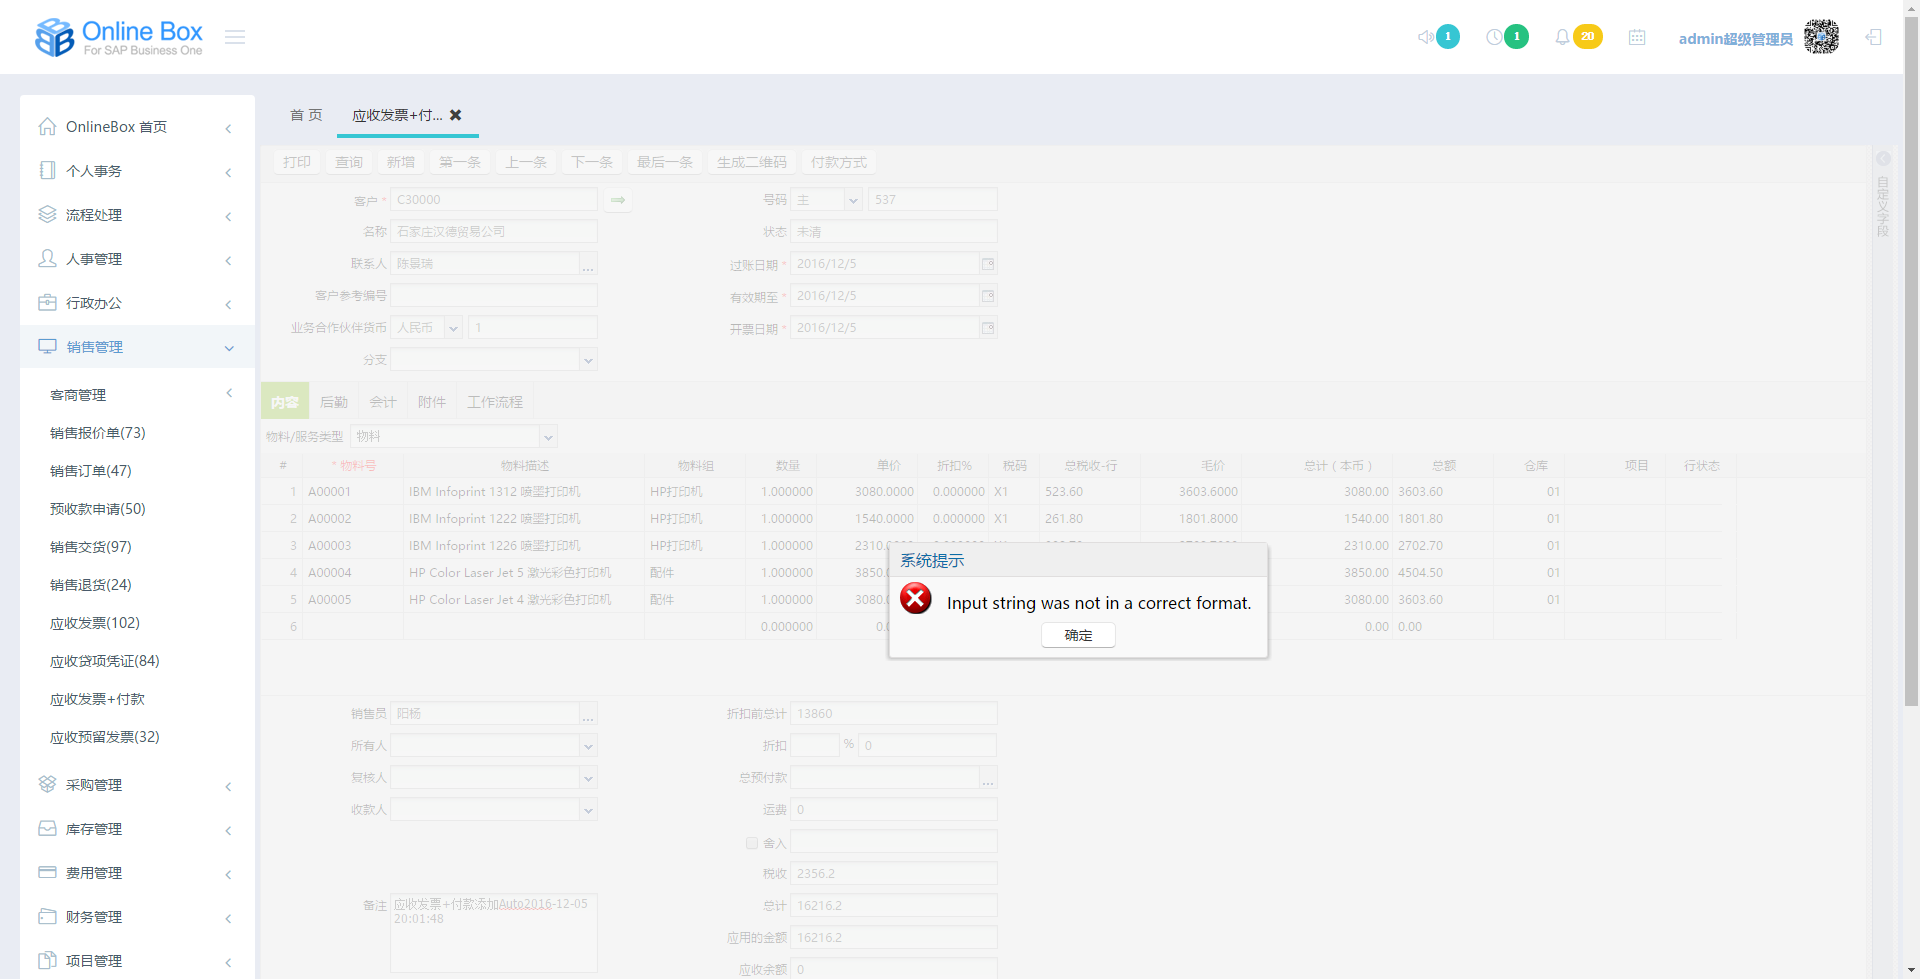 Online Box
For SAP Business One
1
1
20
admin超级管理员
OnlineBox 首页
个人事务
流程处理
人事管理
行政办公
销售管理
客商管理
销售报价单(73)
销售订单(47)
预收款申请(50)
销售交货(97)
销售退货(24)
应收发票(102)
应收贷项凭证(84)
应收发票+付款
应收预留发票(32)
采购管理
库存管理
费用管理
财务管理
项目管理
首 页
应收发票+付...
打印 查询 新增 第一条 上一条 下一条 最后一条 生成二维码 付款方式
自定义字段
客户 * C30000
号码 主 537
名称 石家庄汉德贸易公司
状态 未清
联系人 陈景瑞 ...
过账日期 * 2016/12/5
客户参考编号
有效期至 * 2016/12/5
业务合作伙伴货币 人民币 1
开票日期 * 2016/12/5
分支
内容 后勤 会计 附件 工作流程
物料/服务类型 物料
# * 物料号 物料描述 物料组 数量 单价 折扣% 税码 总税收-行 毛价 总计 ( 本币 ) 总额 仓库 项目 行状态
1 A00001 IBM Infoprint 1312 喷墨打印机 HP打印机 1.000000 3080.0000 0.000000 X1 523.60 3603.6000 3080.00 3603.60 01
2 A00002 IBM Infoprint 1222 喷墨打印机 HP打印机 1.000000 1540.0000 0.000000 X1 261.80 1801.8000 1540.00 1801.80 01
3 A00003 IBM Infoprint 1226 喷墨打印机 HP打印机 1.000000 2310. 2310.00 2702.70 01
4 A00004 HP Color Laser Jet 5 激光彩色打印机 配件 1.000000 3850. 3850.00 4504.50 01
5 A00005 HP Color Laser Jet 4 激光彩色打印机 配件 1.000000 3080. 3080.00 3603.60 01
6 0.000000 0. 0.00 0.00
系统提示
Input string was not in a correct format.
确定
销售员 阳杨 ...
折扣前总计 13860
所有人
折扣 % 0
复核人
总预付款 ...
收款人
运费 0
舍入
税收 2356.2
备注 应收发票+付款添加Auto2016-12-05
20:01:48
总计 16216.2
应用的金额 16216.2
应收余额 0